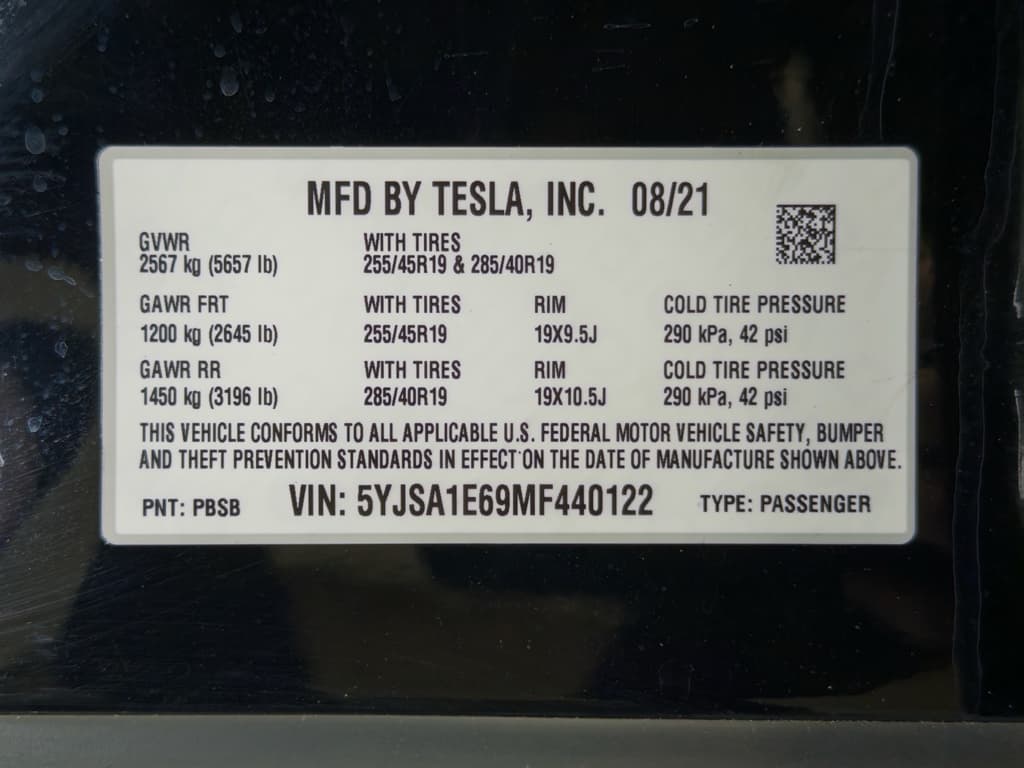 MFD BY TESLA, INC. 08/21
GVWR WITH TIRES
2567 kg (5657 lb) 255/45R19 & 285/40R19
GAWR FRT WITH TIRES RIM COLD TIRE PRESSURE
1200 kg (2645 lb) 255/45R19 19X9.5J 290 kPa, 42 psi
GAWR RR WITH TIRES RIM COLD TIRE PRESSURE
1450 kg (3196 lb) 285/40R19 19X10.5J 290 kPa, 42 psi
THIS VEHICLE CONFORMS TO ALL APPLICABLE U.S. FEDERAL MOTOR VEHICLE SAFETY, BUMPER
AND THEFT PREVENTION STANDARDS IN EFFECT ON THE DATE OF MANUFACTURE SHOWN ABOVE.
PNT: PBSB VIN: 5YJSA1E69MF440122 TYPE: PASSENGER